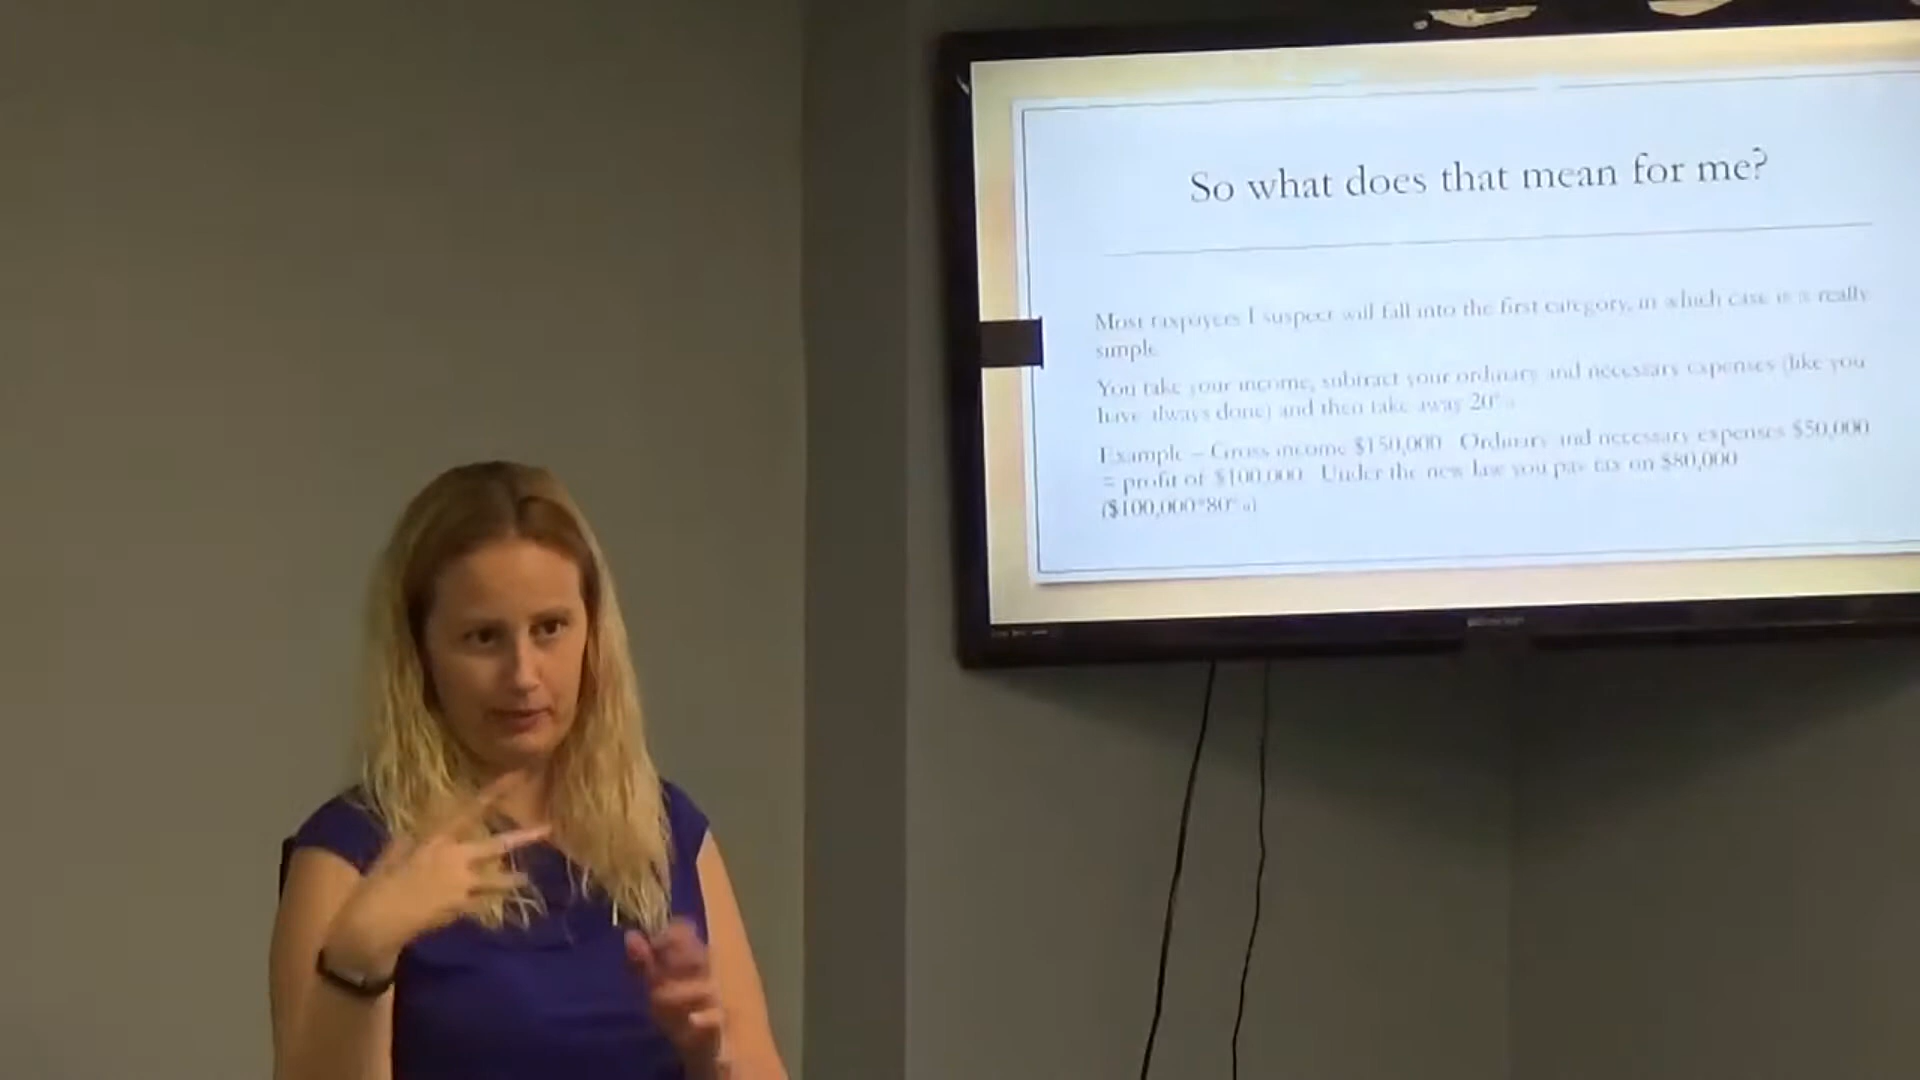 So what does that mean for me?
Most taxpayers I suspect will fall into the first category, in which case is a really
simple
You take your income, subtract your ordinary and necessary expenses (like you
have always done) and then take away 20%.
Example – Gross income $150,000 Ordinary and necessary expenses $50,000
= profit of $100,000 Under the new law you pay tax on $80,000
($100,000*80%)